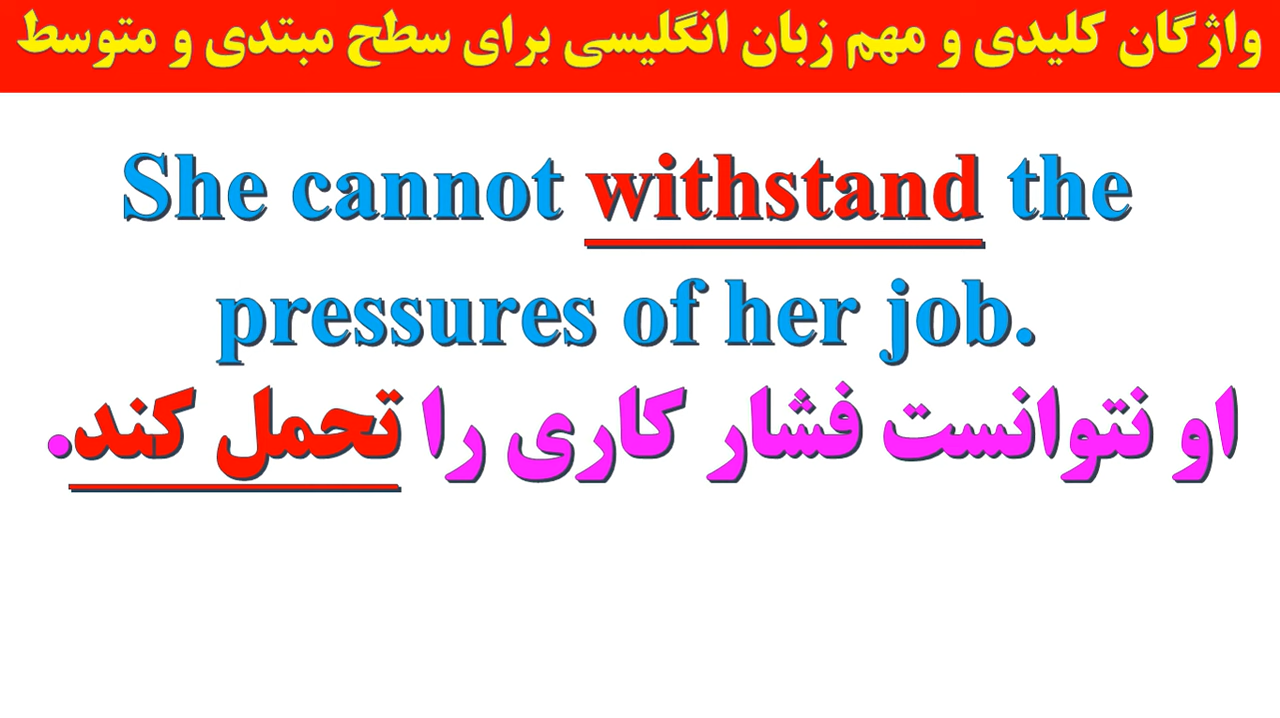 واژگان کلیدی و مهم زبان انگلیسی برای سطح مبتدی و متوسط
She cannot withstand the
pressures of her job.
او نتوانست فشار کاری را تحمل کند.